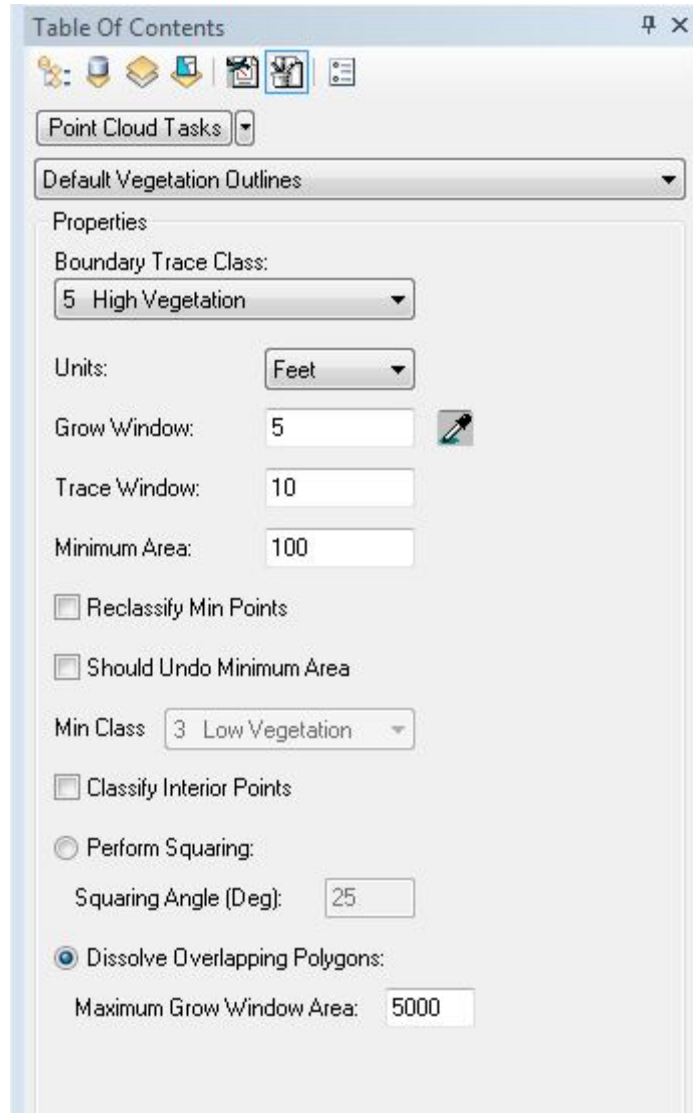 Table Of Contents
Point Cloud Tasks
Default Vegetation Outlines
Properties
Boundary Trace Class:
5 High Vegetation
Units: Feet
Grow Window: 5
Trace Window: 10
Minimum Area: 100
Reclassify Min Points
Should Undo Minimum Area
Min Class 3 Low Vegetation
Classify Interior Points
Perform Squaring:
Squaring Angle (Deg): 25
Dissolve Overlapping Polygons:
Maximum Grow Window Area: 5000